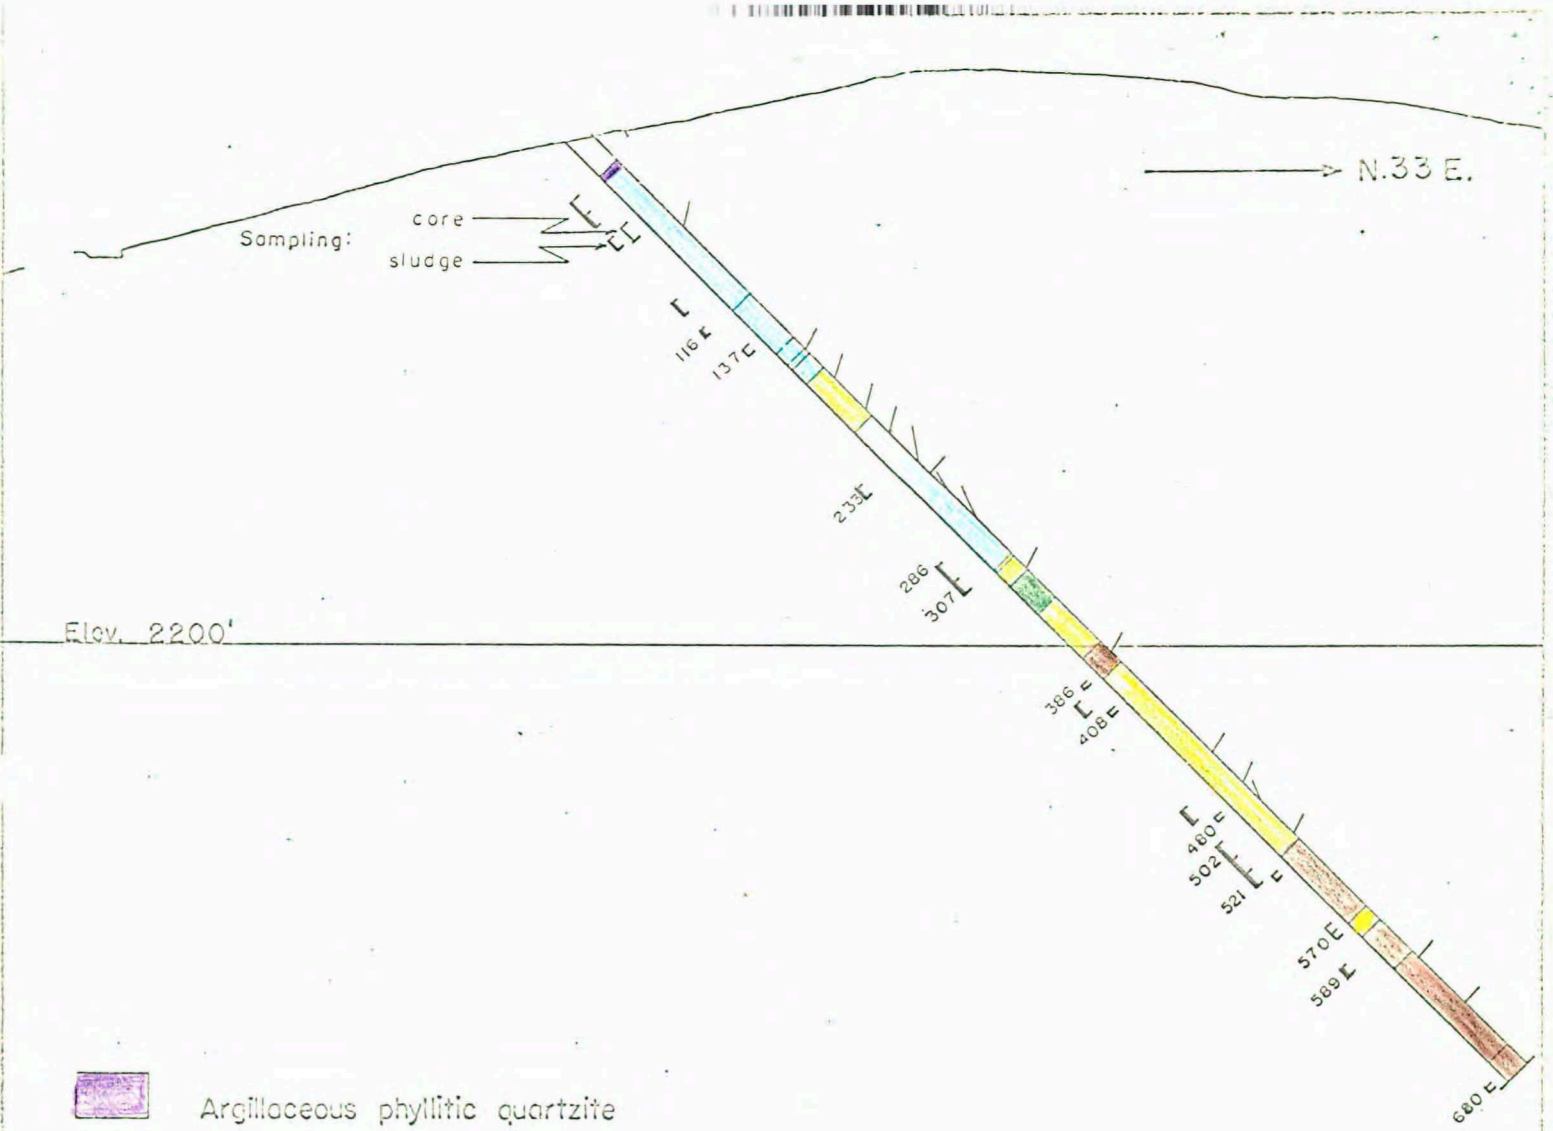 N.33 E.
core
Sampling:
sludge
116
137
233
286
307
Elev. 2200'
386
408
480
502
521
570
589
680
Argillaceous phyllitic quartzite